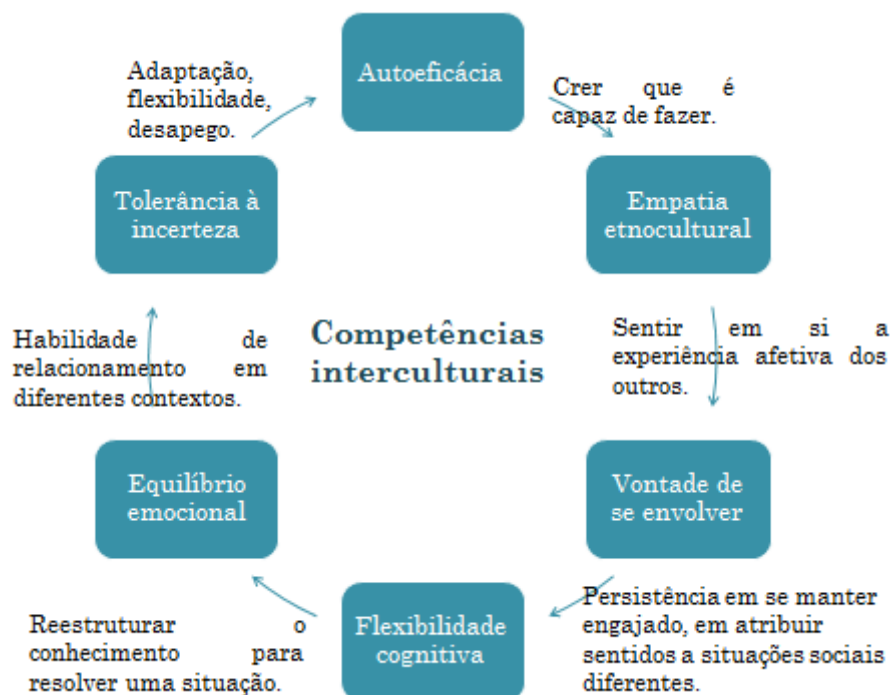 Autoeficácia
Crer que é
capaz de fazer.
Empatia
etnocultural
Sentir em si a
experiência afetiva dos
outros.
Vontade de
se envolver
Persistência em se manter
engajado, em atribuir
sentidos a situações sociais
diferentes.
Flexibilidade
cognitiva
Reestruturar o
conhecimento para
resolver uma situação.
Equilíbrio
emocional
Habilidade de
relacionamento em
diferentes contextos.
Tolerância à
incerteza
Adaptação,
flexibilidade,
desapego.
Competências
interculturais